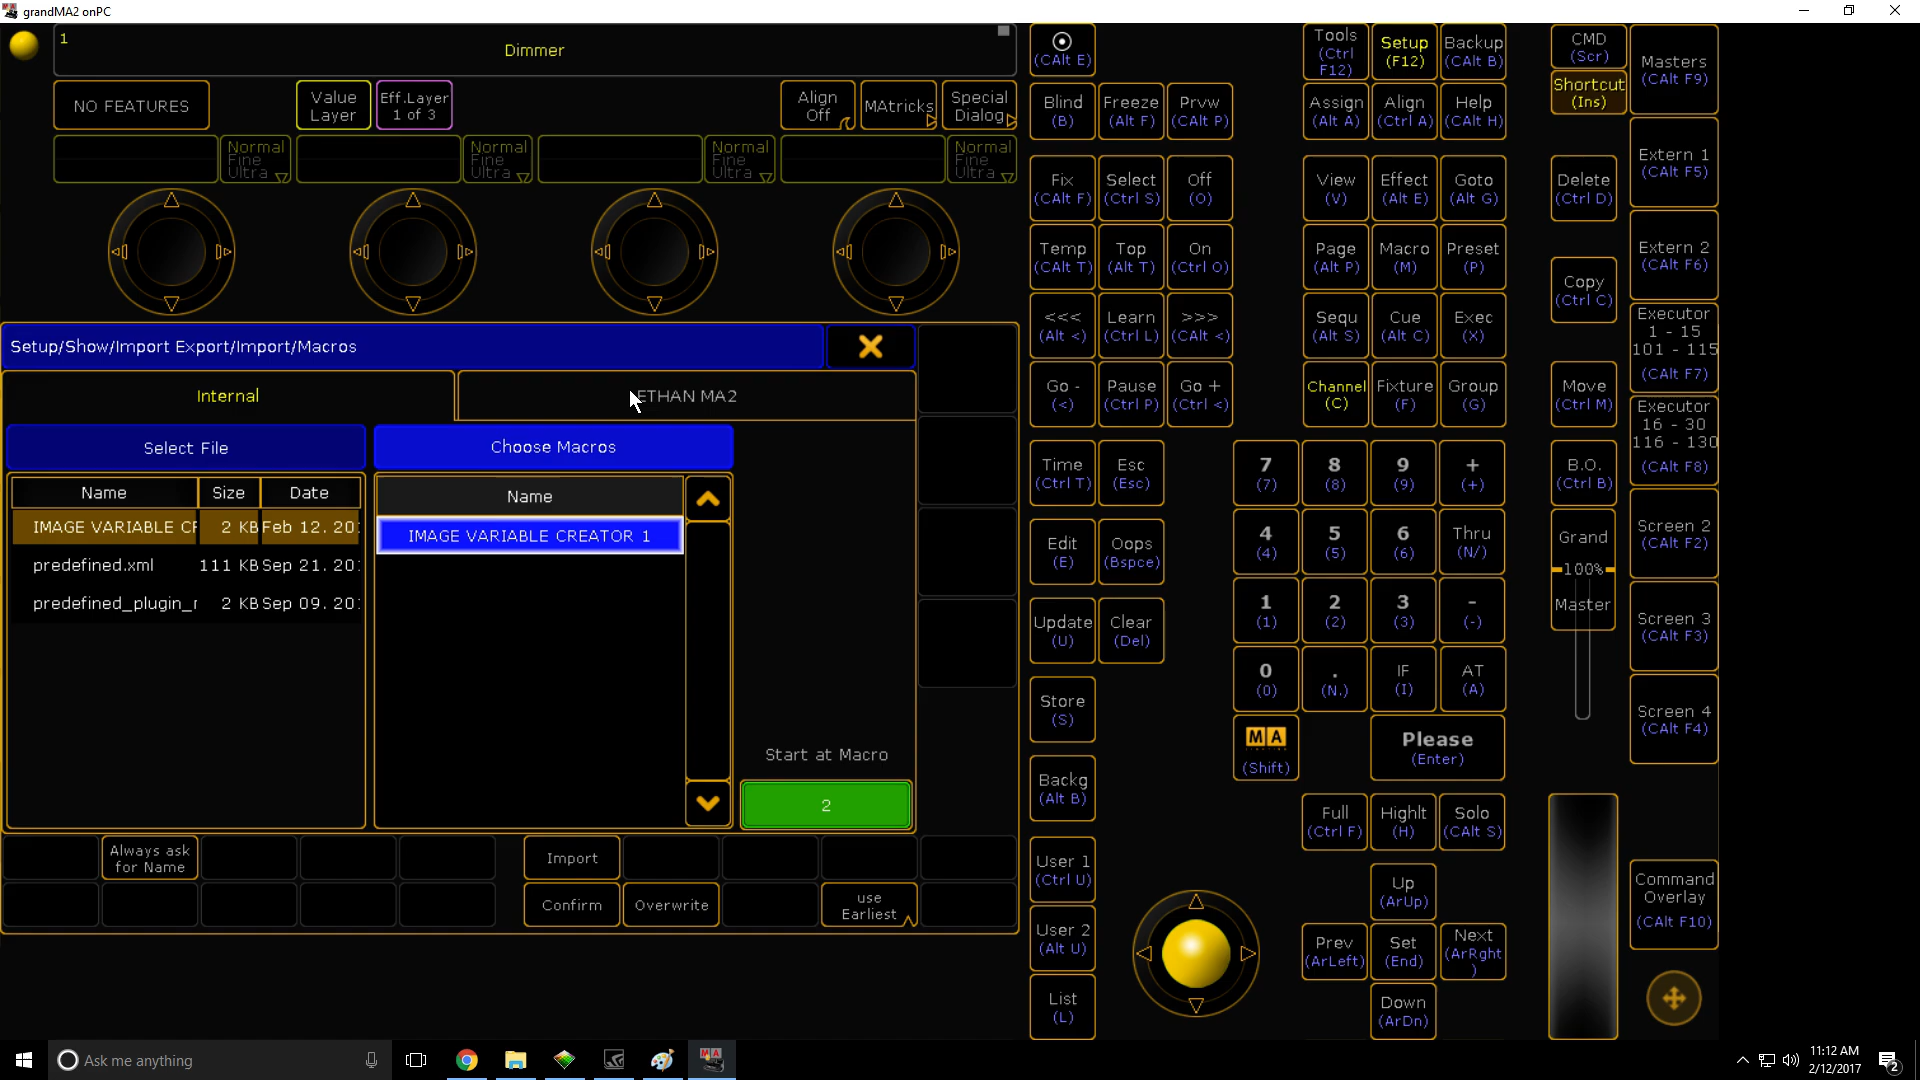 grandMA2 onPC
1
Dimmer
NO FEATURES
Value
Layer
Eff.Layer
1 of 3
Align
Off
MAtricks
Special
Dialog
Normal
Fine
Ultra
Normal
Fine
Ultra
Normal
Fine
Ultra
Normal
Fine
Ultra
Setup/Show/Import Export/Import/Macros
Internal
ETHAN MA2
Select File
Choose Macros
Name Size Date
IMAGE VARIABLE CR 2 KB Feb 12. 20
predefined.xml 111 KB Sep 21. 20
predefined_plugin_ 2 KB Sep 09. 20
Name
IMAGE VARIABLE CREATOR 1
Start at Macro
2
Always ask
for Name
Import
Confirm
Overwrite
use
Earliest
(CAlt E)
Blind
(B)
Freeze
(Alt F)
Prvw
(CAlt P)
Fix
(CAlt F)
Select
(Ctrl S)
Off
(O)
Temp
(CAlt T)
Top
(Alt T)
On
(Ctrl O)
<<<
(Alt <)
Learn
(Ctrl L)
>>>
(CAlt <)
Go -
(<)
Pause
(Ctrl P)
Go +
(Ctrl <)
Time
(Ctrl T)
Esc
(Esc)
Edit
(E)
Oops
(Bspce)
Update
(U)
Clear
(Del)
Store
(S)
Backg
(Alt B)
User 1
(Ctrl U)
User 2
(Alt U)
List
(L)
Tools
(Ctrl
F12)
Setup
(F12)
Backup
(CAlt B)
Assign
(Alt A)
Align
(Ctrl A)
Help
(CAlt H)
View
(V)
Effect
(Alt E)
Goto
(Alt G)
Page
(Alt P)
Macro
(M)
Preset
(P)
Sequ
(Alt S)
Cue
(Alt C)
Exec
(X)
Channel
(C)
Fixture
(F)
Group
(G)
7
(7)
8
(8)
9
(9)
+
(+)
4
(4)
5
(5)
6
(6)
Thru
(N/)
1
(1)
2
(2)
3
(3)
-
(-)
0
(0)
.
(N.)
IF
(I)
AT
(A)
MA
(Shift)
Please
(Enter)
Full
(Ctrl F)
Highlt
(H)
Solo
(CAlt S)
Up
(ArUp)
Prev
(ArLeft)
Set
(End)
Next
(ArRght
)
Down
(ArDn)
CMD
(Scr)
Shortcut
(Ins)
Delete
(Ctrl D)
Copy
(Ctrl C)
Move
(Ctrl M)
B.O.
(Ctrl B)
Grand
100%
Master
Masters
(CAlt F9)
Extern 1
(CAlt F5)
Extern 2
(CAlt F6)
Executor
1 - 15
101 - 115
(CAlt F7)
Executor
16 - 30
116 - 130
(CAlt F8)
Screen 2
(CAlt F2)
Screen 3
(CAlt F3)
Screen 4
(CAlt F4)
Command
Overlay
(CAlt F10)
Ask me anything
11:12 AM
2/12/2017
2